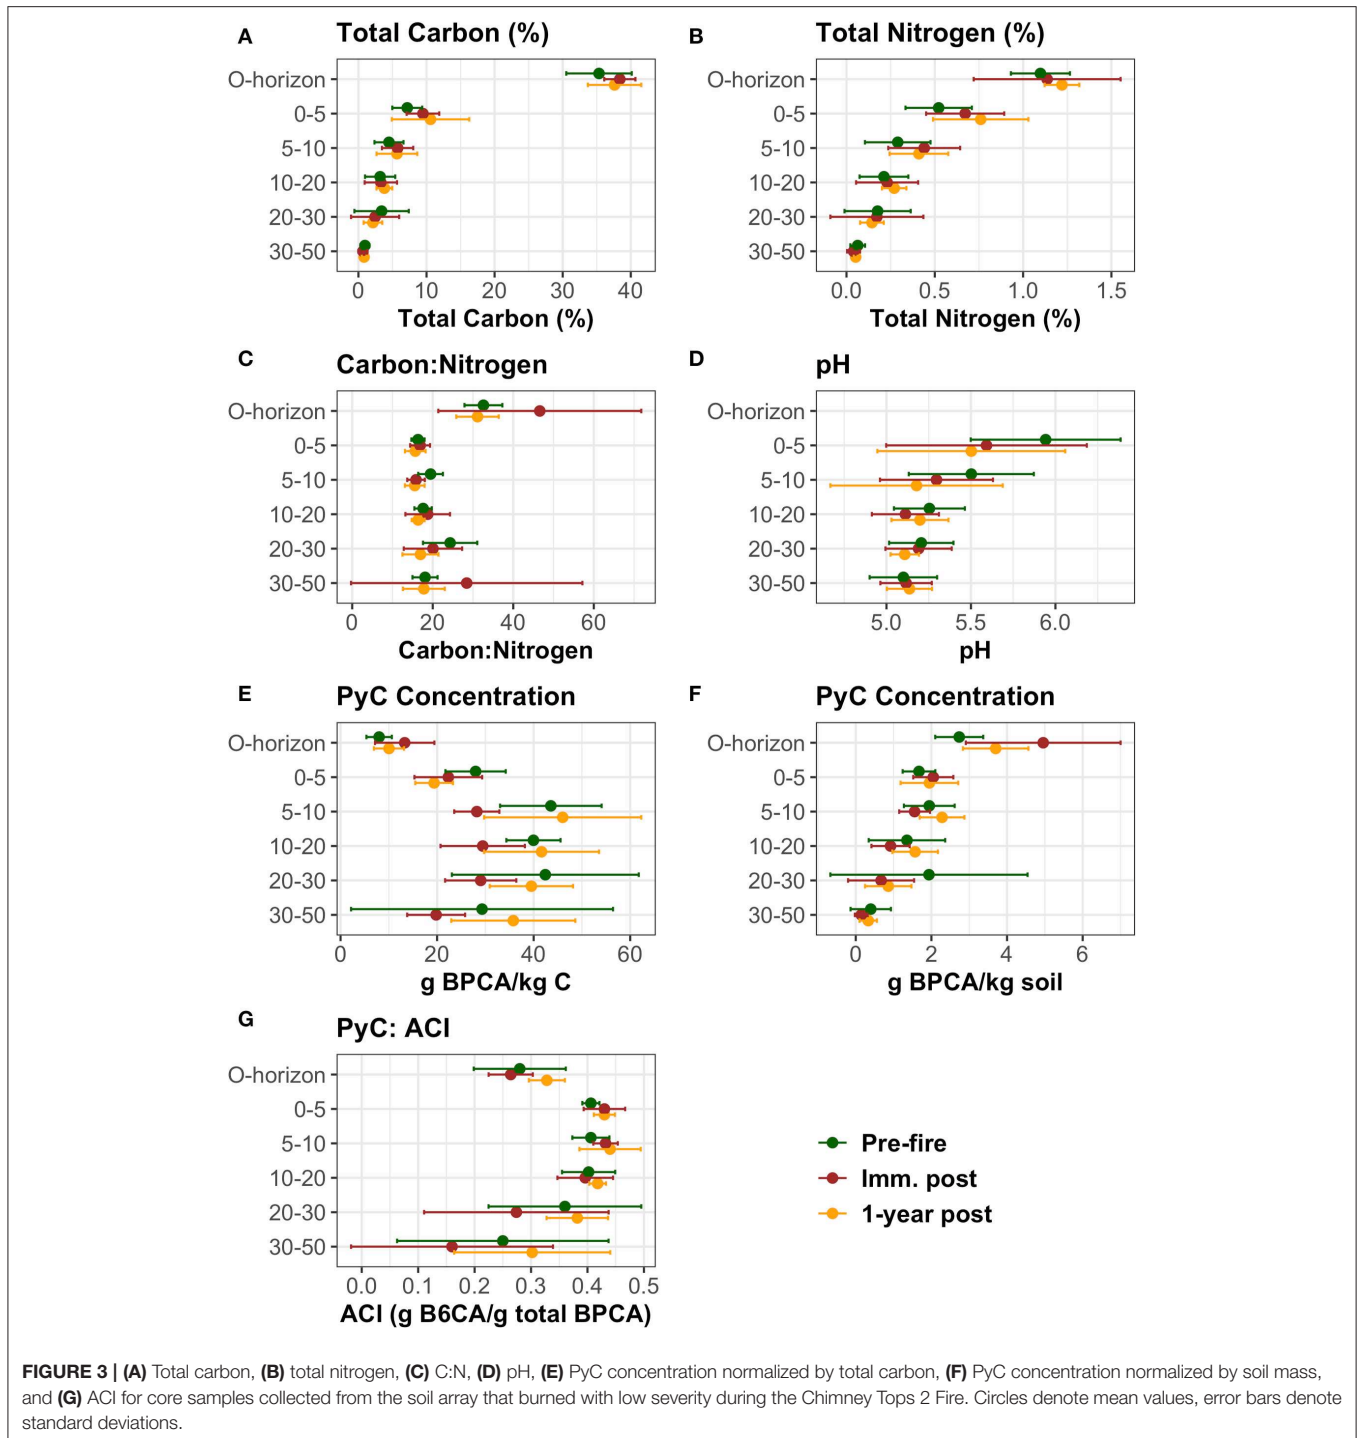 A Total Carbon (%)
O-horizon
0-5
5-10
10-20
20-30
30-50
0 10 20 30 40
Total Carbon (%)
B Total Nitrogen (%)
O-horizon
0-5
5-10
10-20
20-30
30-50
0.0 0.5 1.0 1.5
Total Nitrogen (%)
C Carbon:Nitrogen
O-horizon
0-5
5-10
10-20
20-30
30-50
0 20 40 60
Carbon:Nitrogen
D pH
O-horizon
0-5
5-10
10-20
20-30
30-50
5.0 5.5 6.0
pH
E PyC Concentration
O-horizon
0-5
5-10
10-20
20-30
30-50
0 20 40 60
g BPCA/kg C
F PyC Concentration
O-horizon
0-5
5-10
10-20
20-30
30-50
0 2 4 6
g BPCA/kg soil
G PyC: ACI
O-horizon
0-5
5-10
10-20
20-30
30-50
0.0 0.1 0.2 0.3 0.4 0.5
ACI (g B6CA/g total BPCA)
Pre-fire
Imm. post
1-year post
FIGURE 3 | (A) Total carbon, (B) total nitrogen, (C) C:N, (D) pH, (E) PyC concentration normalized by total carbon, (F) PyC concentration normalized by soil mass,
and (G) ACI for core samples collected from the soil array that burned with low severity during the Chimney Tops 2 Fire. Circles denote mean values, error bars denote
standard deviations.